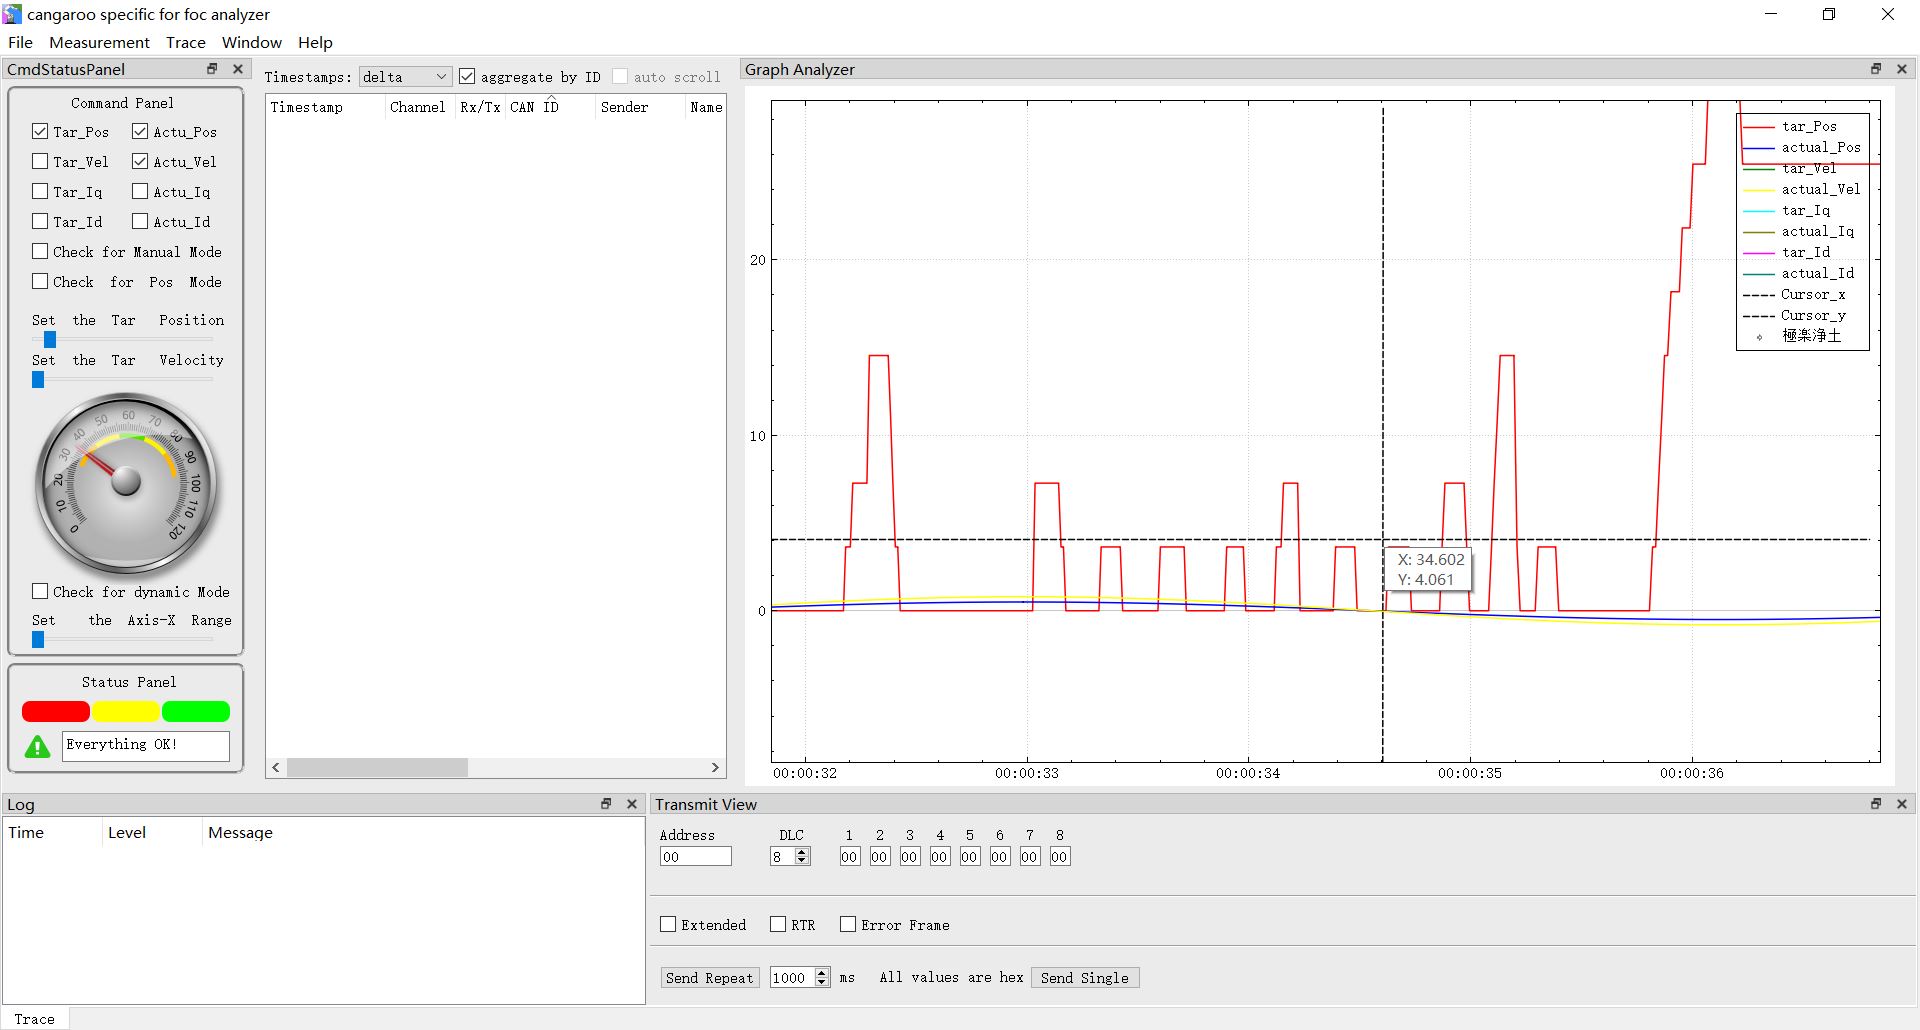 cangaroo specific for foc analyzer
File Measurement Trace Window Help
CmdStatusPanel
Command Panel
Tar_Pos Actu_Pos
Tar_Vel Actu_Vel
Tar_Iq Actu_Iq
Tar_Id Actu_Id
Check for Manual Mode
Check for Pos Mode
Set the Tar Position
Set the Tar Velocity
0 10 20 30 40 50 60 70 80 90 100 110 120
Check for dynamic Mode
Set the Axis-X Range
Status Panel
Everything OK!
Timestamps: delta aggregate by ID auto scroll
Timestamp Channel Rx/Tx CAN ID Sender Name
Graph Analyzer
20
10
0
tar_Pos
actual_Pos
tar_Vel
actual_Vel
tar_Iq
actual_Iq
tar_Id
actual_Id
Cursor_x
Cursor_y
極楽浄土
X: 34.602
Y: 4.061
00:00:32 00:00:33 00:00:34 00:00:35 00:00:36
Log
Time Level Message
Transmit View
Address DLC 1 2 3 4 5 6 7 8
00 8 00 00 00 00 00 00 00 00
Extended RTR Error Frame
Send Repeat 1000 ms All values are hex Send Single
Trace